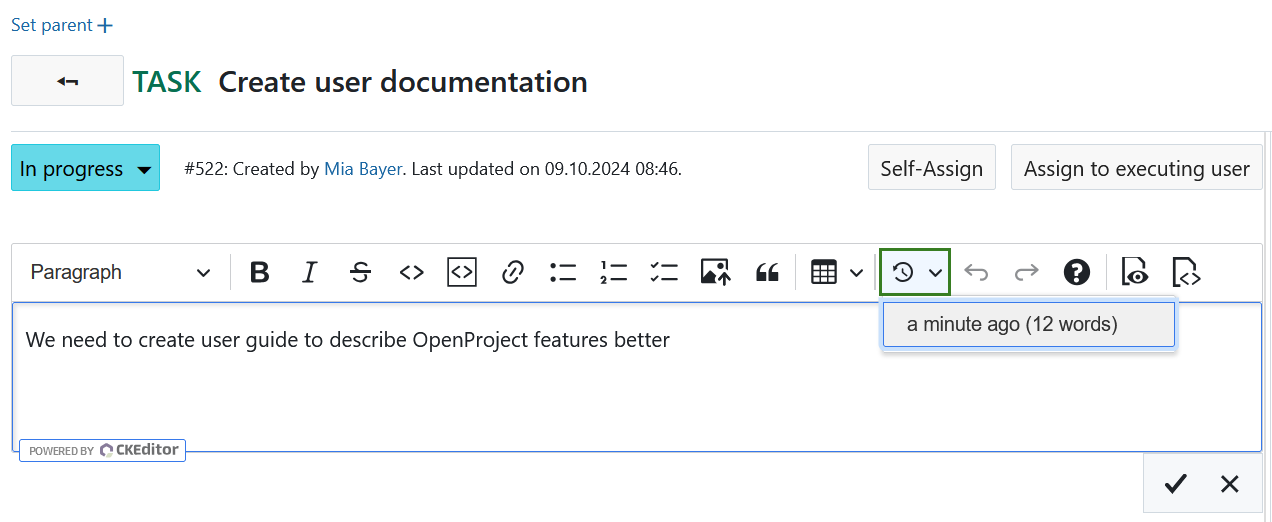 Set parent +
TASK Create user documentation
In progress #522: Created by Mia Bayer. Last updated on 09.10.2024 08:46. Self-Assign Assign to executing user
Paragraph
a minute ago (12 words)
We need to create user guide to describe OpenProject features better
POWERED BY CKEditor